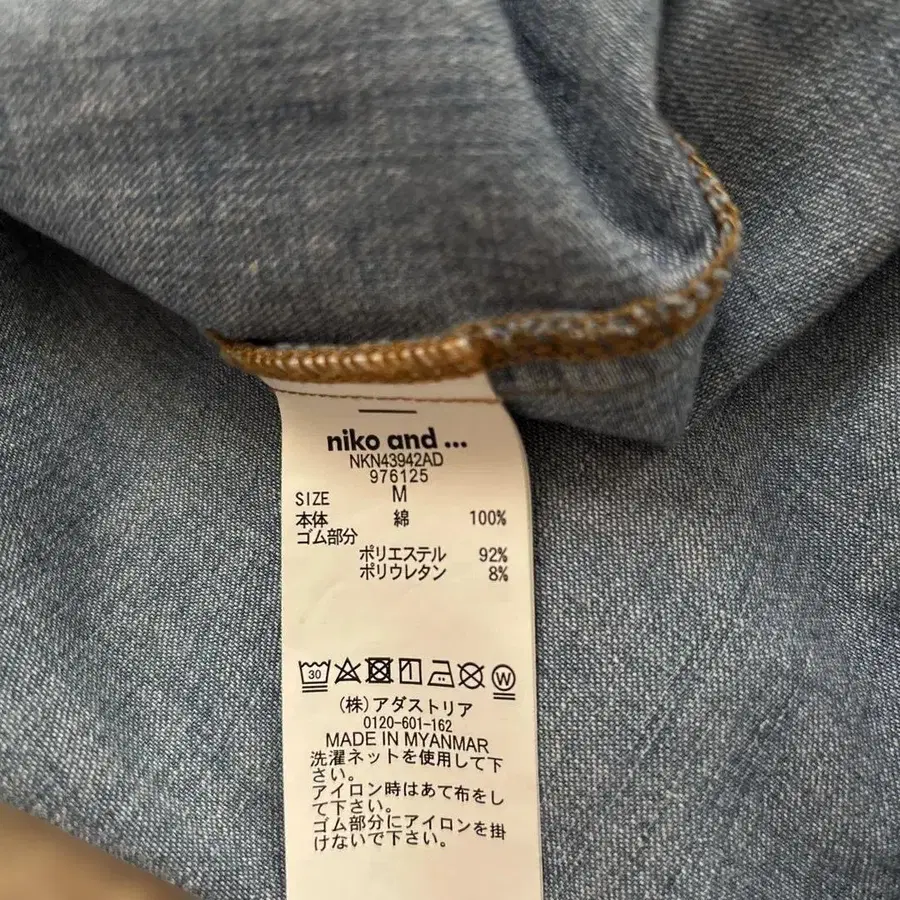 niko and ...
NKN43942AD
976125
SIZE M
本体 綿 100%
ゴム部分
ポリエステル 92%
ポリウレタン 8%
30 W
(株)アダストリア
0120-601-162
MADE IN MYANMAR
洗濯ネットを使用して下
さい。
アイロン時はあて布をし
て下さい。
ゴム部分にアイロンを掛
けないで下さい。